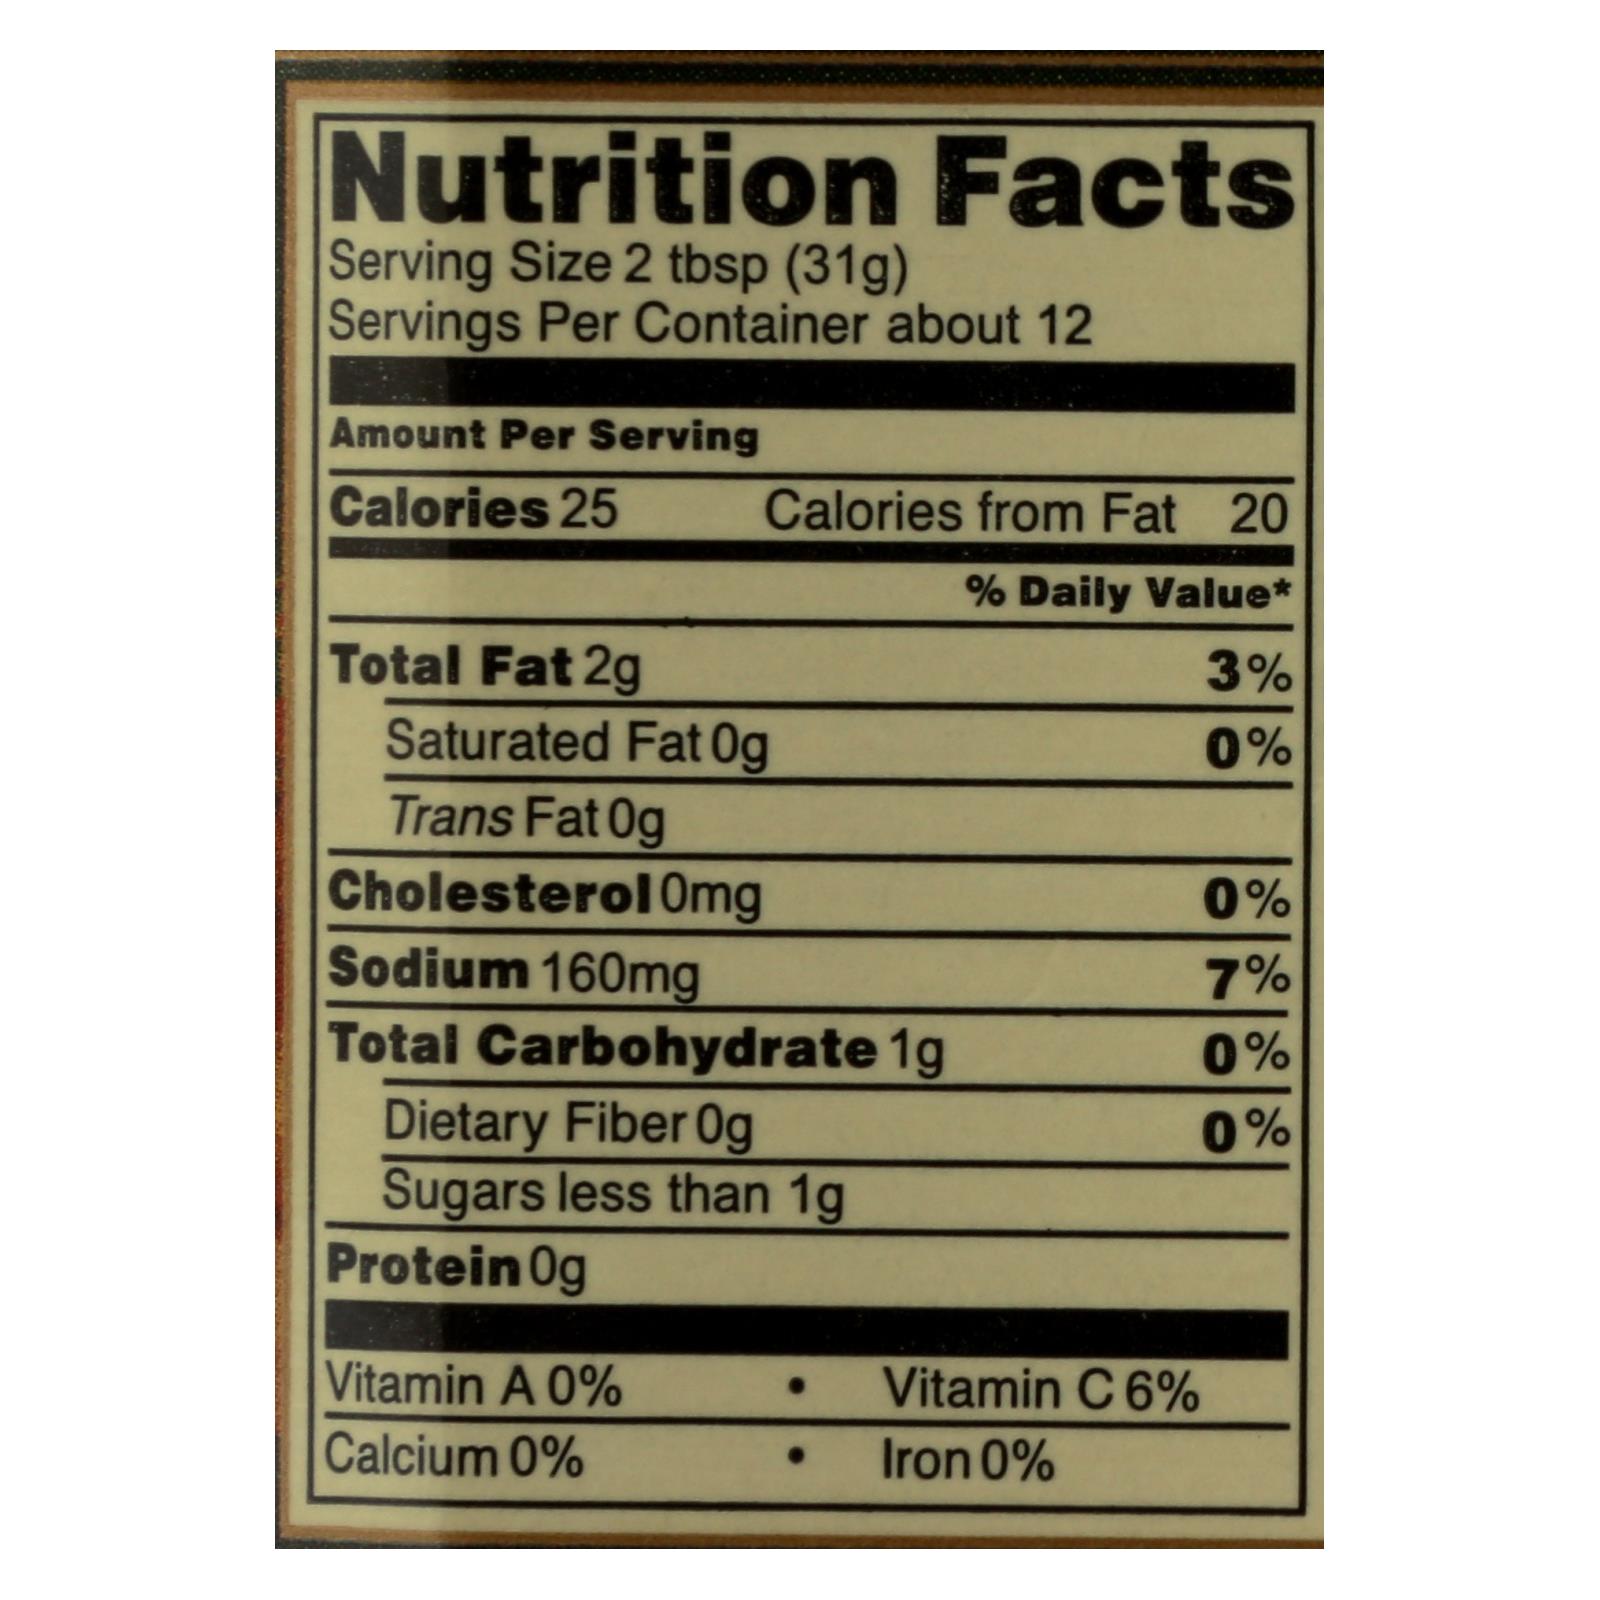 Nutrition Facts
Serving Size 2 tbsp (31g)
Servings Per Container about 12
Amount Per Serving
Calories 25 Calories from Fat 20
% Daily Value*
Total Fat 2g 3%
Saturated Fat 0g 0%
Trans Fat 0g
Cholesterol 0mg 0%
Sodium 160mg 7%
Total Carbohydrate 1g 0%
Dietary Fiber 0g 0%
Sugars less than 1g
Protein 0g
Vitamin A 0% • Vitamin C 6%
Calcium 0% • Iron 0%